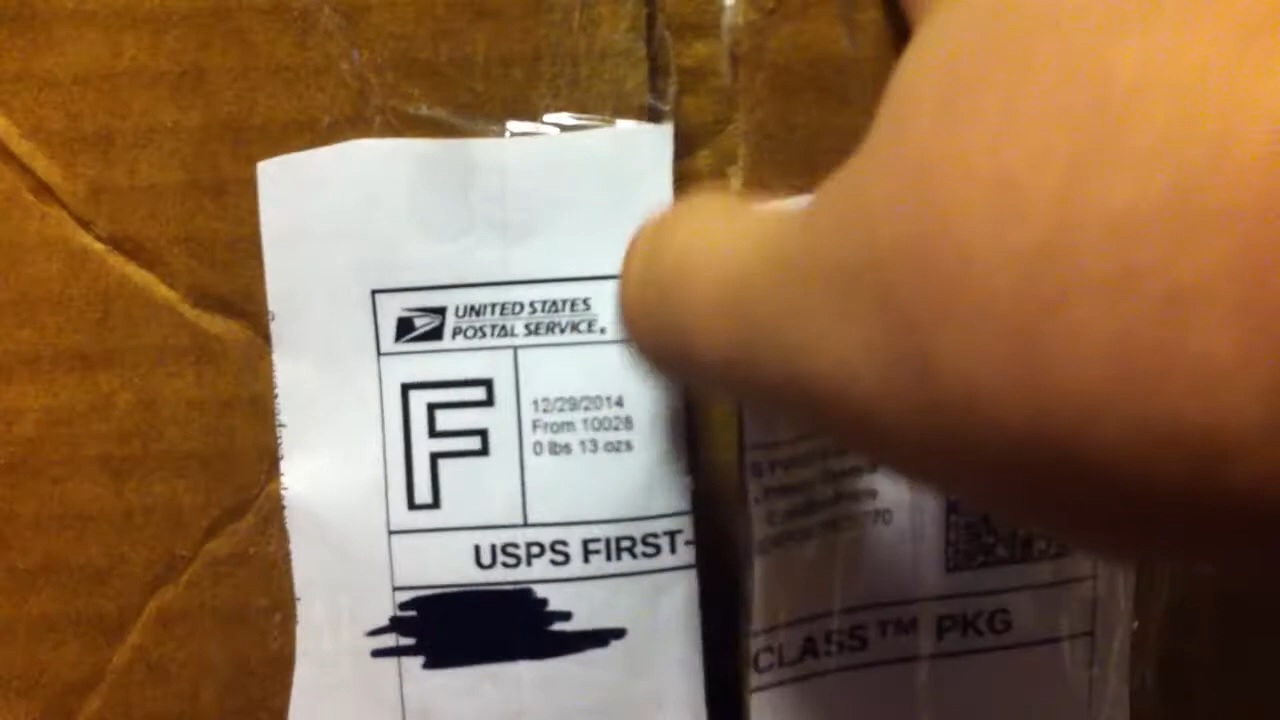 UNITED STATES
POSTAL SERVICE®
F
12/29/2014
From 10028
0 lbs 13 ozs
USPS FIRST-
CLASS™ PKG